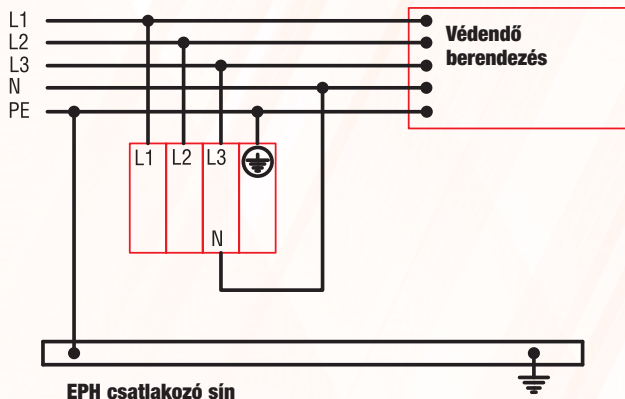 L1
L2
L3
N
PE
Védendő
berendezés
L1 L2 L3
N
EPH csatlakozó sín